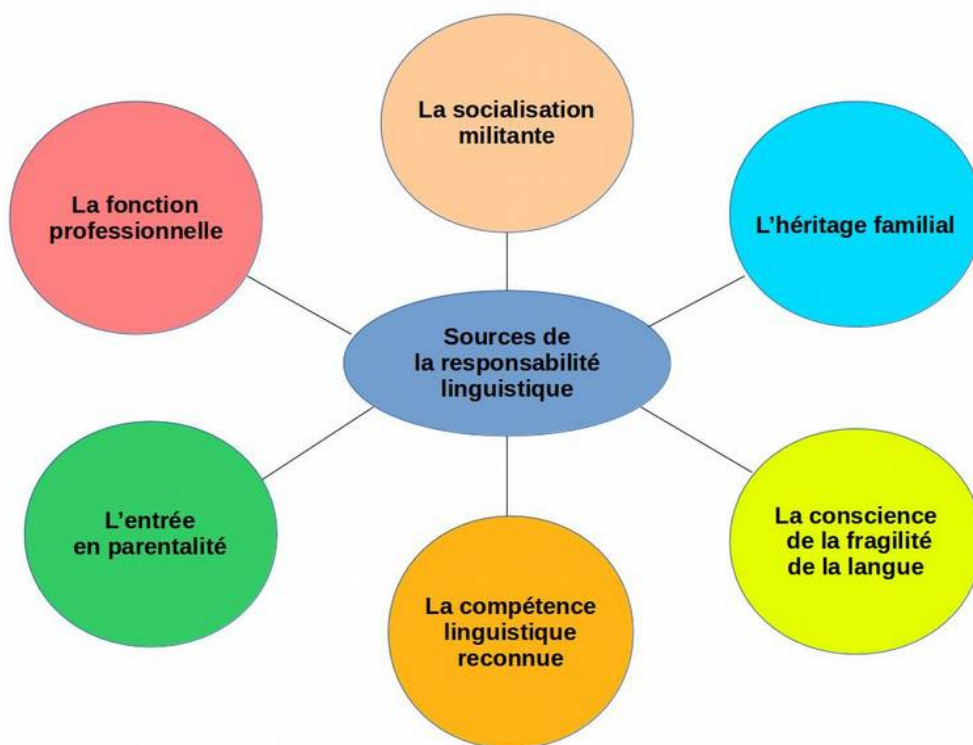 La socialisation
militante
La fonction
professionnelle
L’héritage familial
Sources de
la responsabilité
linguistique
L’entrée
en parentalité
La conscience
de la fragilité
de la langue
La compétence
linguistique
reconnue